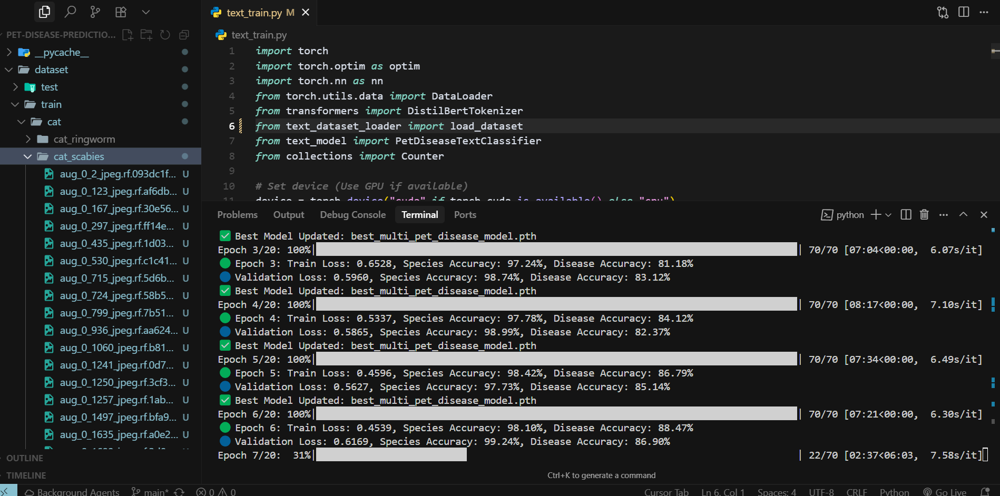 text_train.py M
PET-DISEASE-PREDICTIO...
__pycache__
dataset
test
train
cat
cat_ringworm
cat_scabies
aug_0_2_jpeg.rf.093dc1f... U
aug_0_123_jpeg.rf.af6db... U
aug_0_167_jpeg.rf.30e56... U
aug_0_297_jpeg.rf.ff14e... U
aug_0_435_jpeg.rf.1d03... U
aug_0_530_jpeg.rf.c1c41... U
aug_0_715_jpeg.rf.5d6b... U
aug_0_724_jpeg.rf.58b5... U
aug_0_799_jpeg.rf.7b51... U
aug_0_936_jpeg.rf.aa624... U
aug_0_1060_jpeg.rf.b81... U
aug_0_1241_jpeg.rf.0d7... U
aug_0_1250_jpeg.rf.3cf3... U
aug_0_1257_jpeg.rf.1ab... U
aug_0_1497_jpeg.rf.bfa9... U
aug_0_1635_jpeg.rf.a0e2... U
OUTLINE
TIMELINE
text_train.py
1 import torch
2 import torch.optim as optim
3 import torch.nn as nn
4 from torch.utils.data import DataLoader
5 from transformers import DistilBertTokenizer
6 from text_dataset_loader import load_dataset
7 from text_model import PetDiseaseTextClassifier
8 from collections import Counter
9
10 # Set device (Use GPU if available)
11 device = torch.device("cuda" if torch.cuda.is_available() else "cpu")
Problems Output Debug Console Terminal Ports python
✅ Best Model Updated: best_multi_pet_disease_model.pth
Epoch 3/20: 100%| | 70/70 [07:04<00:00, 6.07s/it]
🟢 Epoch 3: Train Loss: 0.6528, Species Accuracy: 97.24%, Disease Accuracy: 81.18%
🔵 Validation Loss: 0.5960, Species Accuracy: 98.74%, Disease Accuracy: 83.12%
✅ Best Model Updated: best_multi_pet_disease_model.pth
Epoch 4/20: 100%| | 70/70 [08:17<00:00, 7.10s/it]
🟢 Epoch 4: Train Loss: 0.5337, Species Accuracy: 97.78%, Disease Accuracy: 84.12%
🔵 Validation Loss: 0.5865, Species Accuracy: 98.99%, Disease Accuracy: 82.37%
✅ Best Model Updated: best_multi_pet_disease_model.pth
Epoch 5/20: 100%| | 70/70 [07:34<00:00, 6.49s/it]
🟢 Epoch 5: Train Loss: 0.4596, Species Accuracy: 98.42%, Disease Accuracy: 86.79%
🔵 Validation Loss: 0.5627, Species Accuracy: 97.73%, Disease Accuracy: 85.14%
✅ Best Model Updated: best_multi_pet_disease_model.pth
Epoch 6/20: 100%| | 70/70 [07:21<00:00, 6.30s/it]
🟢 Epoch 6: Train Loss: 0.4539, Species Accuracy: 98.10%, Disease Accuracy: 88.47%
🔵 Validation Loss: 0.6169, Species Accuracy: 99.24%, Disease Accuracy: 86.90%
Epoch 7/20: 31%| | 22/70 [02:37<06:03, 7.58s/it]
Ctrl+K to generate a command
Background Agents main* 0 0 Cursor Tab Ln 6, Col 1 Spaces: 4 UTF-8 CRLF Python Go Live